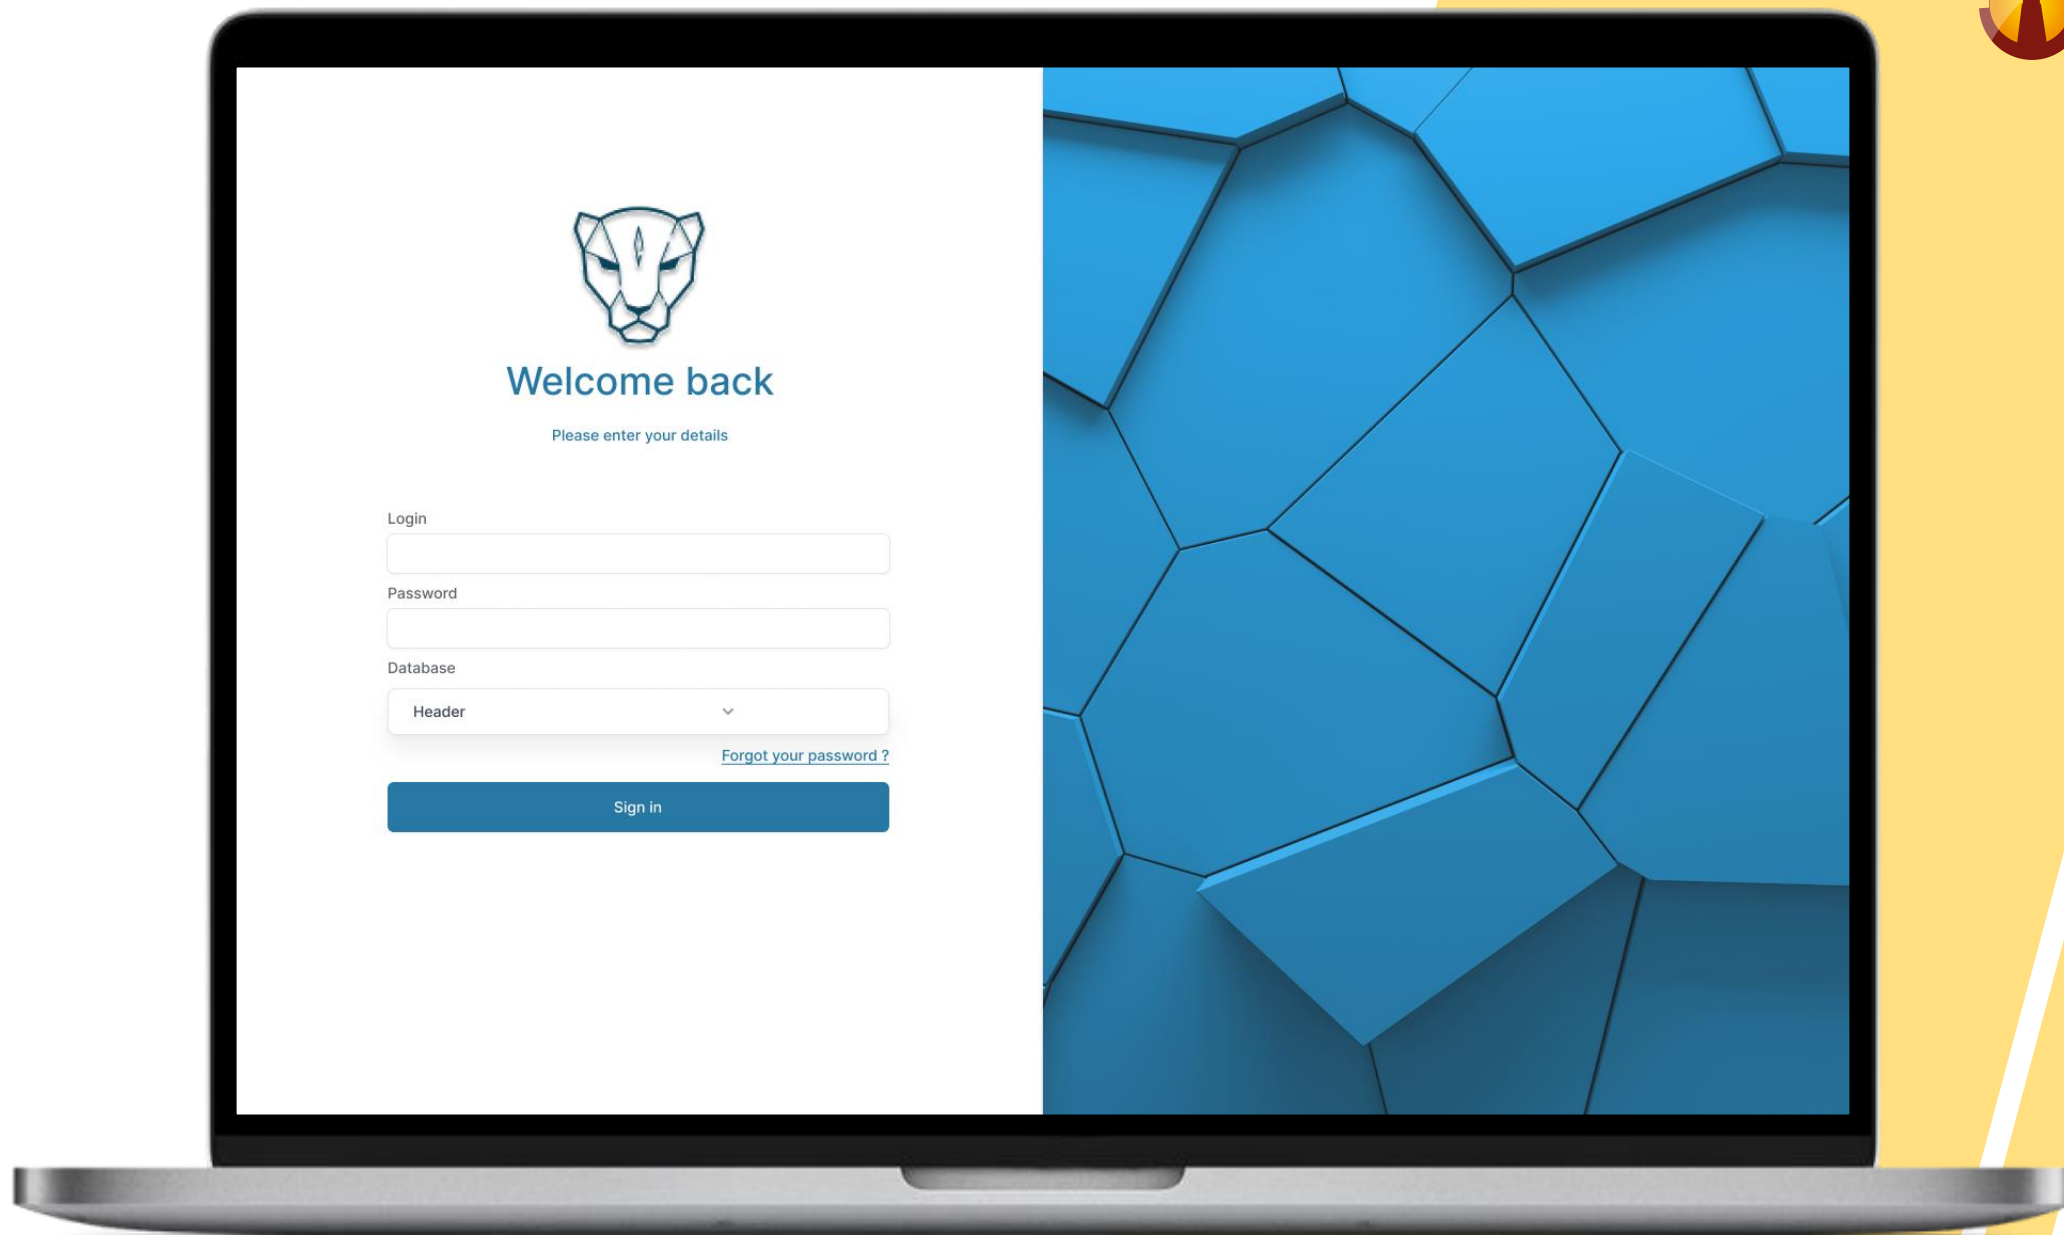 Welcome back
Please enter your details
Login
Password
Database
Header
Forgot your password ?
Sign in